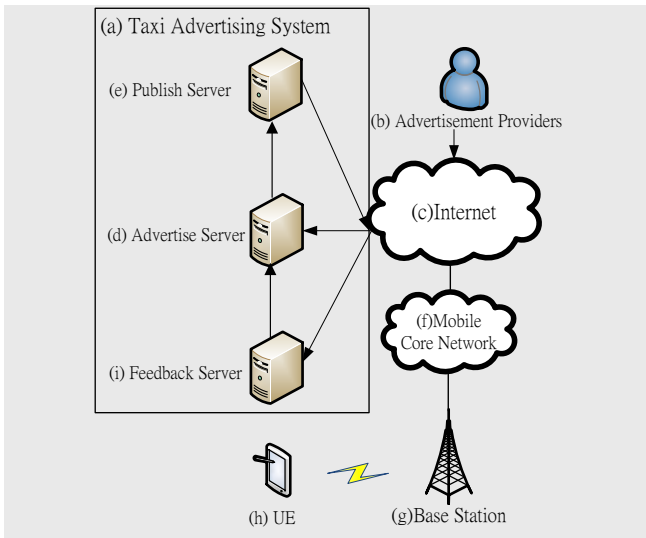 (a) Taxi Advertising System
(e) Publish Server
(b) Advertisement Providers
(c)Internet
(d) Advertise Server
(f)Mobile
Core Network
(i) Feedback Server
(h) UE
(g)Base Station